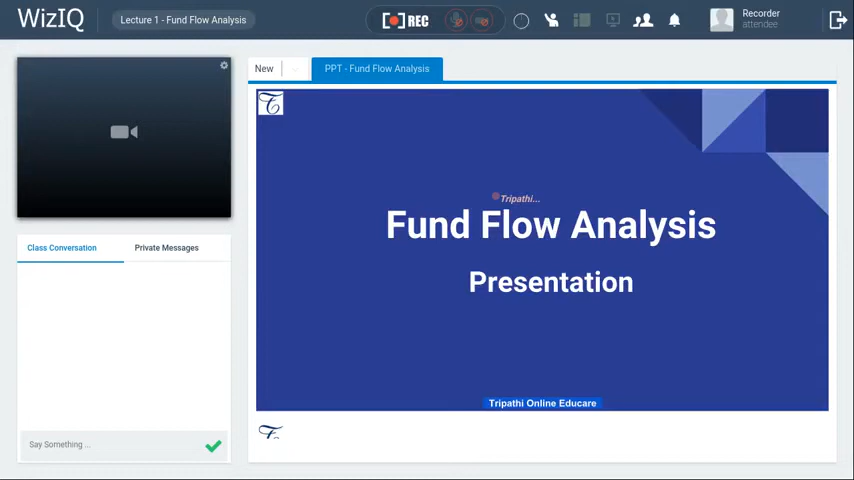 WizIQ
Lecture 1 - Fund Flow Analysis
REC
Recorder
attendee
New
PPT - Fund Flow Analysis
Tripathi...
Fund Flow Analysis
Presentation
Tripathi Online Educare
Class Conversation
Private Messages
Say Something ...